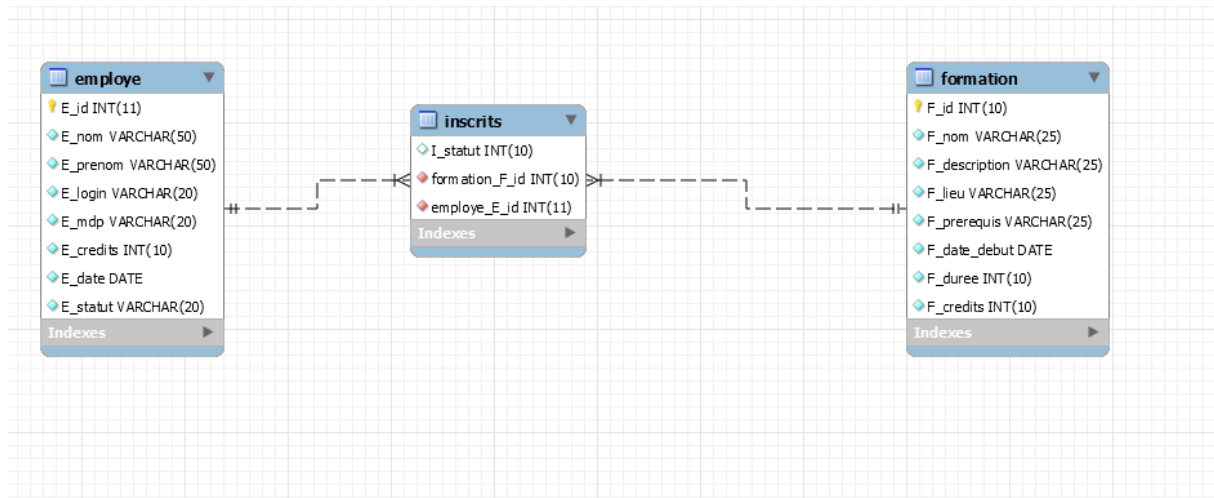 employe
E_id INT(11)
E_nom VARCHAR(50)
E_prenom VARCHAR(50)
E_login VARCHAR(20)
E_mdp VARCHAR(20)
E_credits INT(10)
E_date DATE
E_statut VARCHAR(20)
Indexes
inscrits
I_statut INT(10)
formation_F_id INT(10)
employe_E_id INT(11)
Indexes
formation
F_id INT(10)
F_nom VARCHAR(25)
F_description VARCHAR(25)
F_lieu VARCHAR(25)
F_prerequis VARCHAR(25)
F_date_debut DATE
F_duree INT(10)
F_credits INT(10)
Indexes